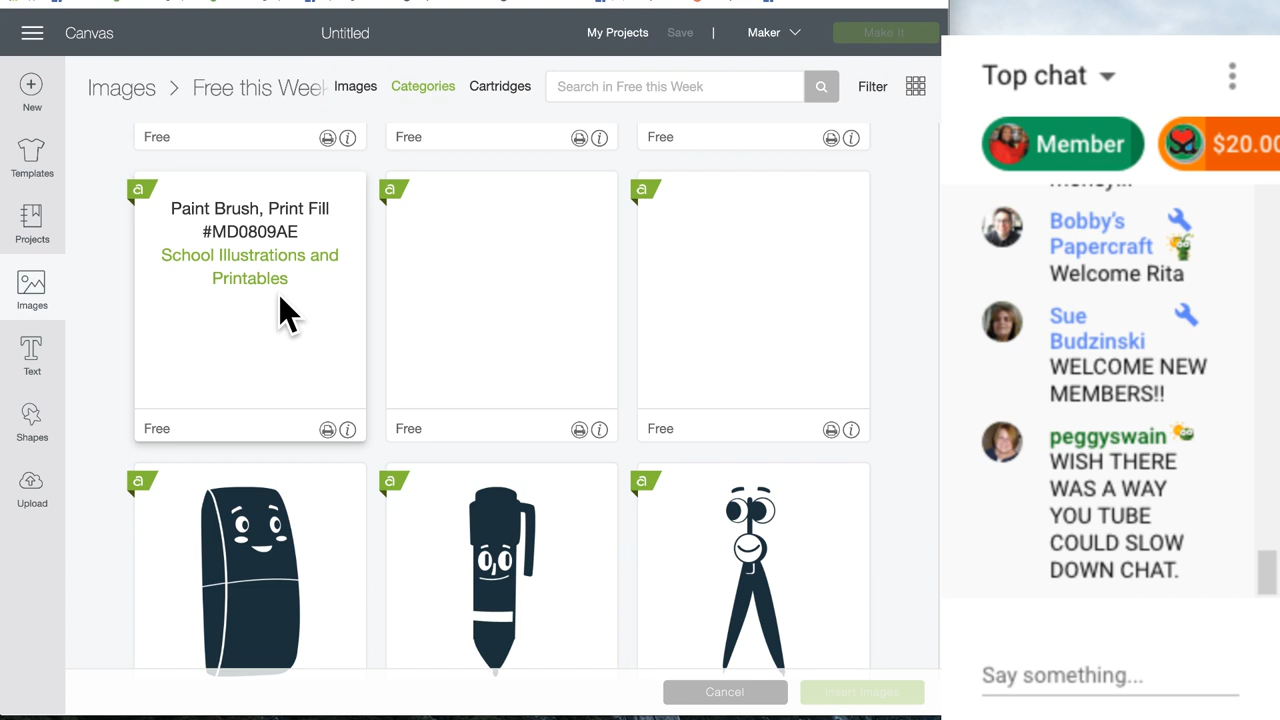 Canvas
Untitled
My Projects
Save
|
Maker
Make It
New
Templates
Projects
Images
Text
Shapes
Upload
Images > Free this Week
Images
Categories
Cartridges
Search in Free this Week
Filter
Free
Free
Free
a
Paint Brush, Print Fill
#MD0809AE
School Illustrations and
Printables
a
a
Free
Free
Free
a
a
a
Cancel
Insert Images
Top chat
Member
$20.00
money...
Bobby's
Papercraft
Welcome Rita
Sue
Budzinski
WELCOME NEW
MEMBERS!!
peggyswain
WISH THERE
WAS A WAY
YOU TUBE
COULD SLOW
DOWN CHAT.
Say something...